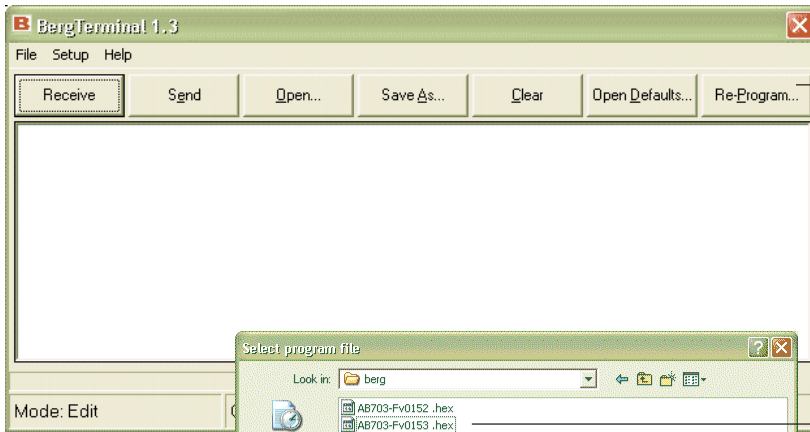 B BergTerminal 1.3
File Setup Help
Receive Send Open... Save As... Clear Open Defaults... Re-Program...
Select program file
Look in: berg
Mode: Edit
AB703-Fv0152 .hex
AB703-Fv0153 .hex